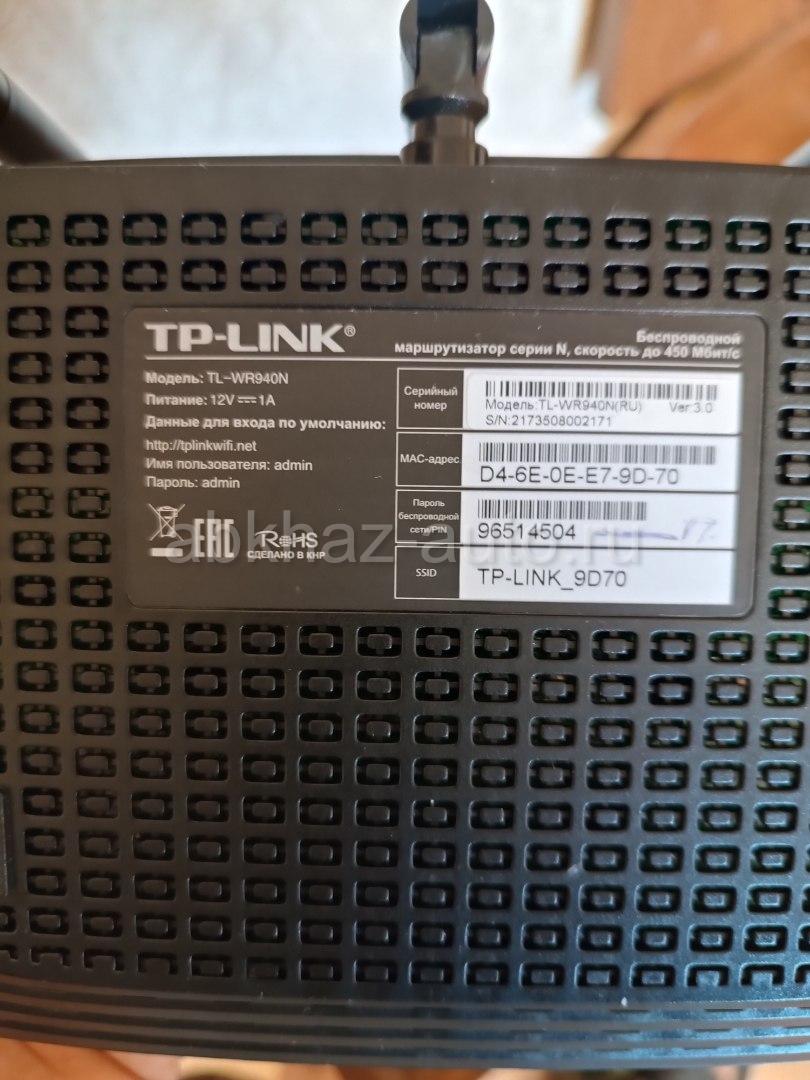 TP-LINK®
Беспроводной
маршрутизатор серии N, скорость до 450 Мбит/с
Модель: TL-WR940N
Питание: 12V⎓1A
Данные для входа по умолчанию:
http://tplinkwifi.net
Имя пользователя: admin
Пароль: admin
EAC
RoHS
СДЕЛАНО В КНР
Серийный
номер
Модель:TL-WR940N(RU) Ver:3.0
S/N:2173508002171
MAC-адрес
D4-6E-0E-E7-9D-70
Пароль
беспроводной
сети/PIN
96514504
SSID
TP-LINK_9D70
abkhaz-auto.ru